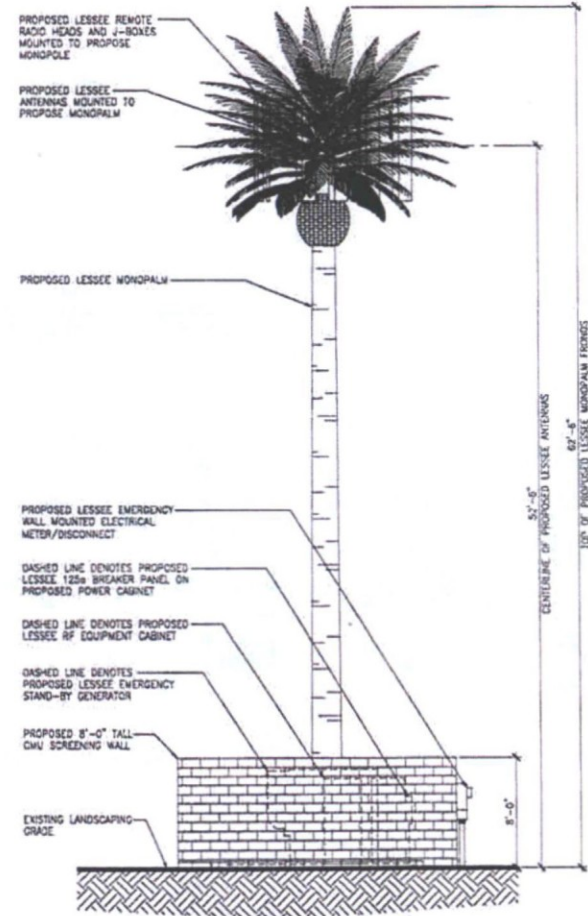 PROPOSED LESSEE REMOTE
RADIO HEADS AND J-BOXES
MOUNTED TO PROPOSE
MONOPOLE
PROPOSED LESSEE
ANTENNAS MOUNTED TO
PROPOSE MONOPALM
PROPOSED LESSEE MONOPALM
PROPOSED LESSEE EMERGENCY
WALL MOUNTED ELECTRICAL
METER/DISCONNECT
DASHED LINE DENOTES PROPOSED
LESSEE 125a BREAKER PANEL ON
PROPOSED POWER CABINET
DASHED LINE DENOTES PROPOSED
LESSEE RF EQUIPMENT CABINET
DASHED LINE DENOTES
PROPOSED LESSEE EMERGENCY
STAND-BY GENERATOR
PROPOSED 8'-0" TALL
CMU SCREENING WALL
EXISTING LANDSCAPING
GRADE
8'-0"
52'-6"
CENTERLINE OF PROPOSED LESSEE ANTENNAS
62'-6"
TOP OF PROPOSED LESSEE MONOPALM FRONDS